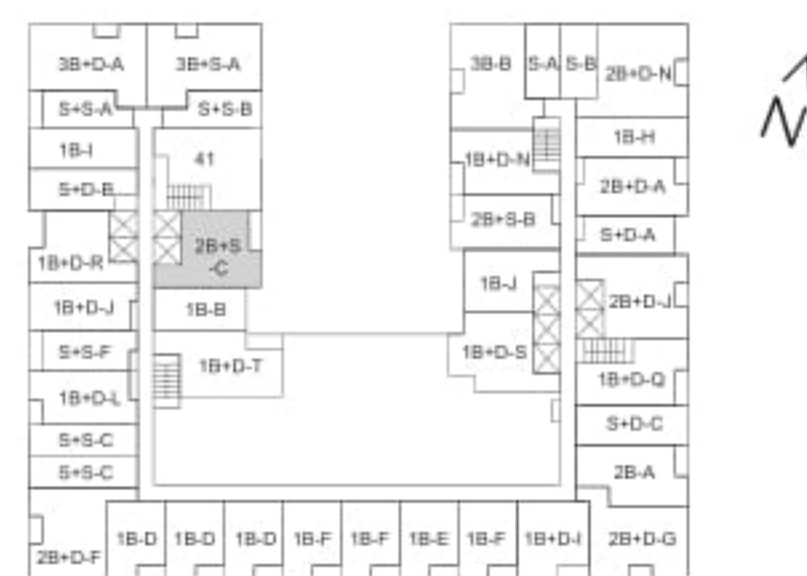 3B+D-A
3B+S-A
3B-B
S-A
S-B
2B+D-N
S+S-A
S+S-B
1B-I
41
1B+D-N
1B-H
S+D-B
2B+D-A
2B+S-B
S+D-A
1B+D-R
2B+S
-C
1B-J
2B+D-J
1B+D-J
1B-B
S+S-F
1B+D-T
1B+D-S
1B+D-Q
1B+D-L
S+D-C
S+S-C
S+S-C
2B-A
2B+D-F
1B-D
1B-D
1B-D
1B-F
1B-F
1B-E
1B-F
1B+D-I
2B+D-G
N